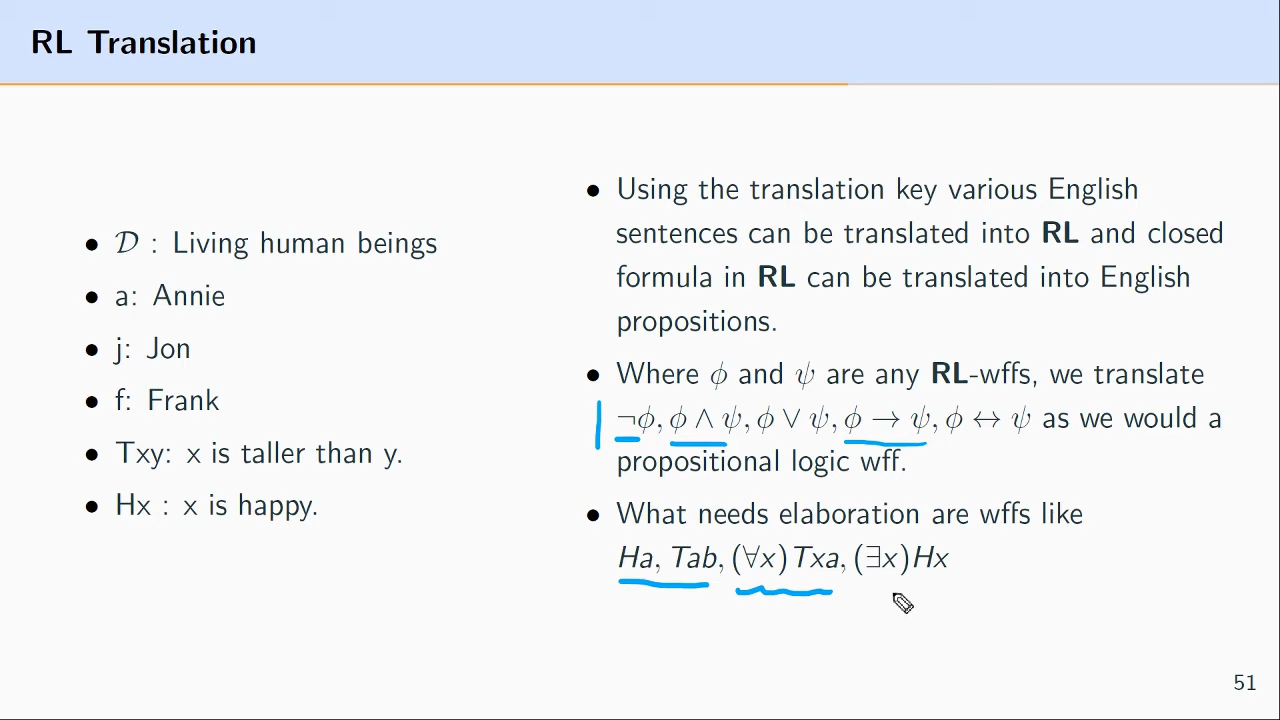 RL Translation
• 𝒟 : Living human beings
• a: Annie
• j: Jon
• f: Frank
• Txy: x is taller than y.
• Hx : x is happy.
• Using the translation key various English
sentences can be translated into RL and closed
formula in RL can be translated into English
propositions.
• Where ϕ and ψ are any RL-wffs, we translate
¬ϕ, ϕ ∧ ψ, ϕ ∨ ψ, ϕ → ψ, ϕ ↔ ψ as we would a
propositional logic wff.
• What needs elaboration are wffs like
Ha, Tab, (∀x)Txa, (∃x)Hx
51